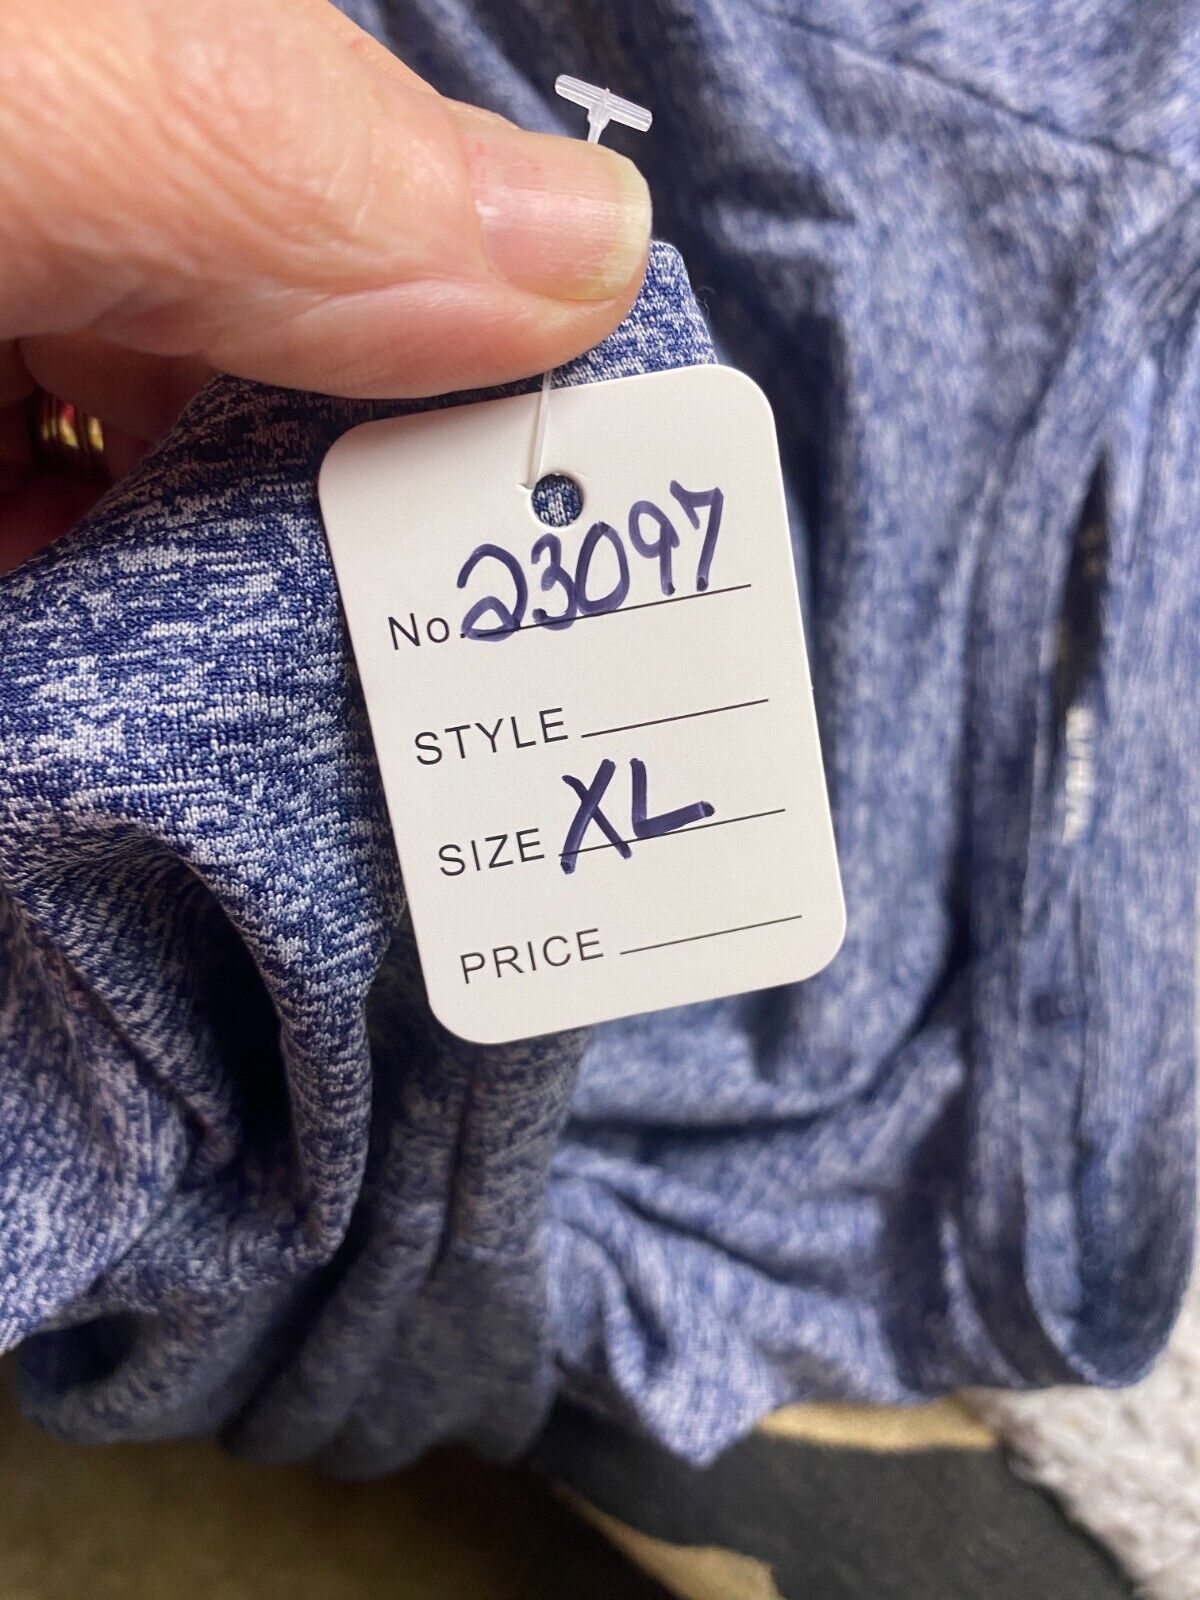 No. 23097
STYLE
SIZE XL
PRICE